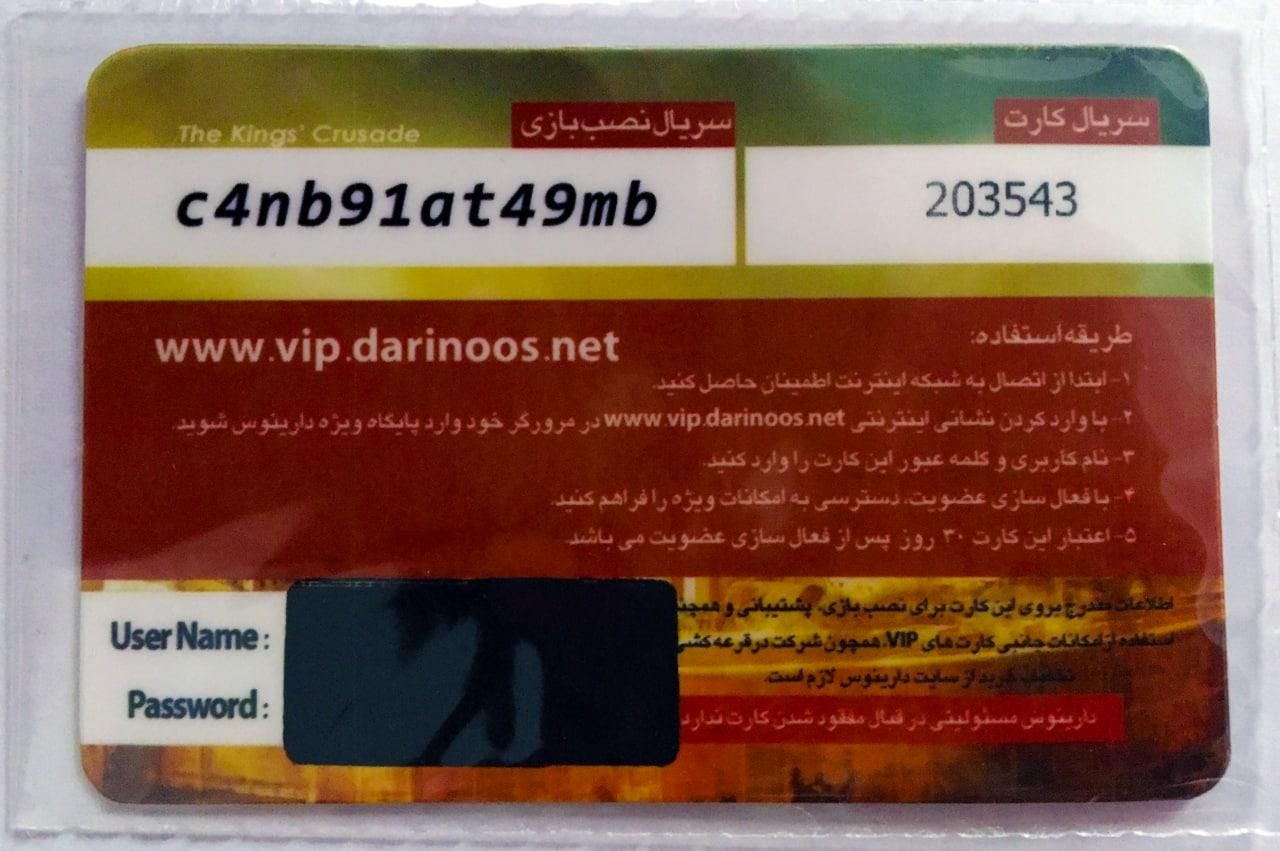 The Kings' Crusade
سریال نصب بازی
سریال کارت
c4nb91at49mb
203543
www.vip.darinoos.net
طریقه استفاده:
۱- ابتدا از اتصال به شبکه اینترنت اطمینان حاصل کنید.
۲- با وارد کردن نشانی اینترنتی www.vip.darinoos.net در مرورگر خود وارد پایگاه ویژه دارینوس شوید.
۳- نام کاربری و کلمه عبور این کارت را وارد کنید.
۴- با فعال سازی عضویت، دسترسی به امکانات ویژه را فراهم کنید.
۵- اعتبار این کارت ۳۰ روز پس از فعال سازی عضویت می باشد.
User Name :
Password :
اطلاعات مندرج بروی این کارت برای نصب بازی، پشتیبانی و همچن
استفاده از امکانات جانبی کارت های VIP، همچون شرکت در قرعه کشی
تخفیف خرید از سایت دارینوس لازم است.
دارینوس مسئولیتی در قبال مفقود شدن کارت ندارد